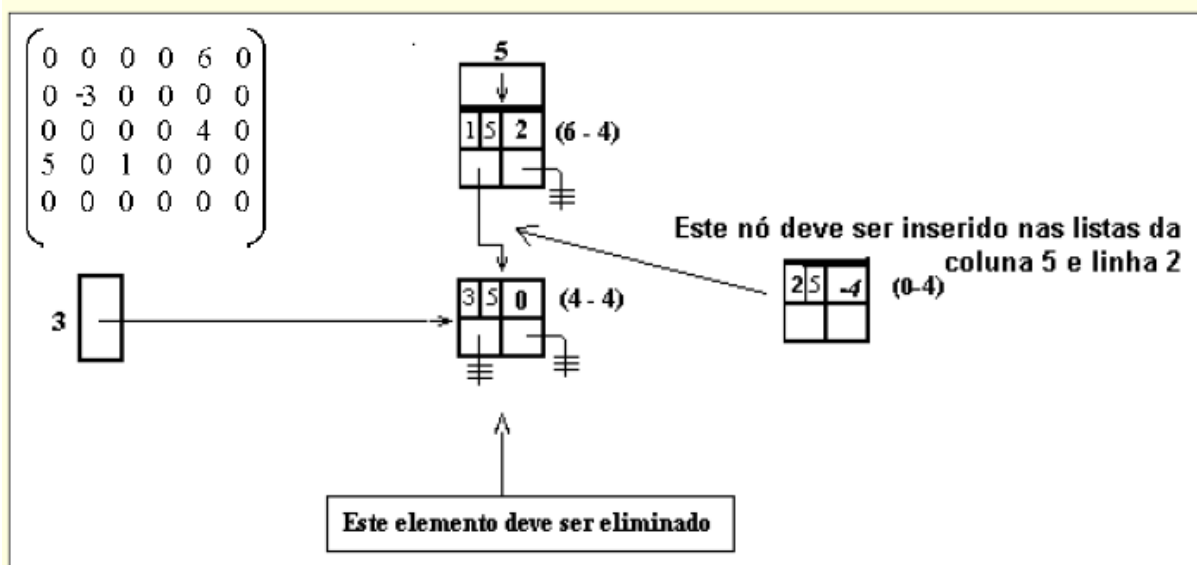 0 0 0 0 6 0
0 -3 0 0 0 0
0 0 0 0 4 0
5 0 1 0 0 0
0 0 0 0 0 0
5
1 5 2 (6 - 4)
Este nó deve ser inserido nas listas da
coluna 5 e linha 2
2 5 -4 (0-4)
3 5 0 (4 - 4)
3
Este elemento deve ser eliminado